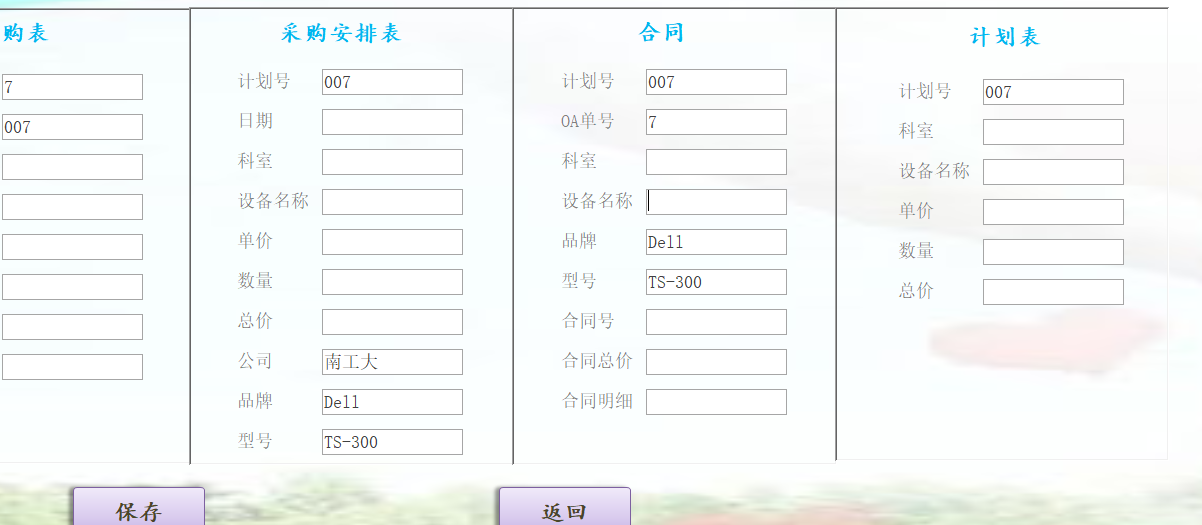 购表
7
007
采购安排表
计划号 007
日期
科室
设备名称
单价
数量
总价
公司 南工大
品牌 Dell
型号 TS-300
合同
计划号 007
OA单号 7
科室
设备名称
品牌 Dell
型号 TS-300
合同号
合同总价
合同明细
计划表
计划号 007
科室
设备名称
单价
数量
总价
保存
返回